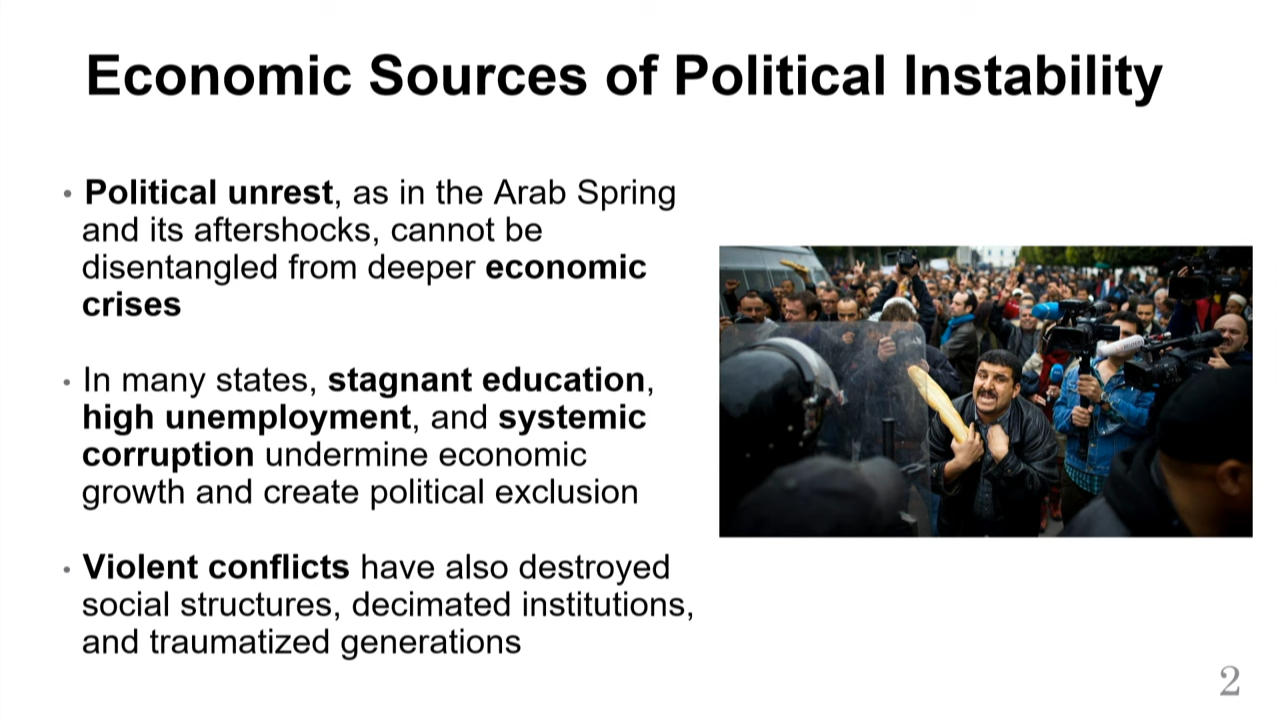 Economic Sources of Political Instability
• Political unrest, as in the Arab Spring
and its aftershocks, cannot be
disentangled from deeper economic
crises
• In many states, stagnant education,
high unemployment, and systemic
corruption undermine economic
growth and create political exclusion
• Violent conflicts have also destroyed
social structures, decimated institutions,
and traumatized generations
2